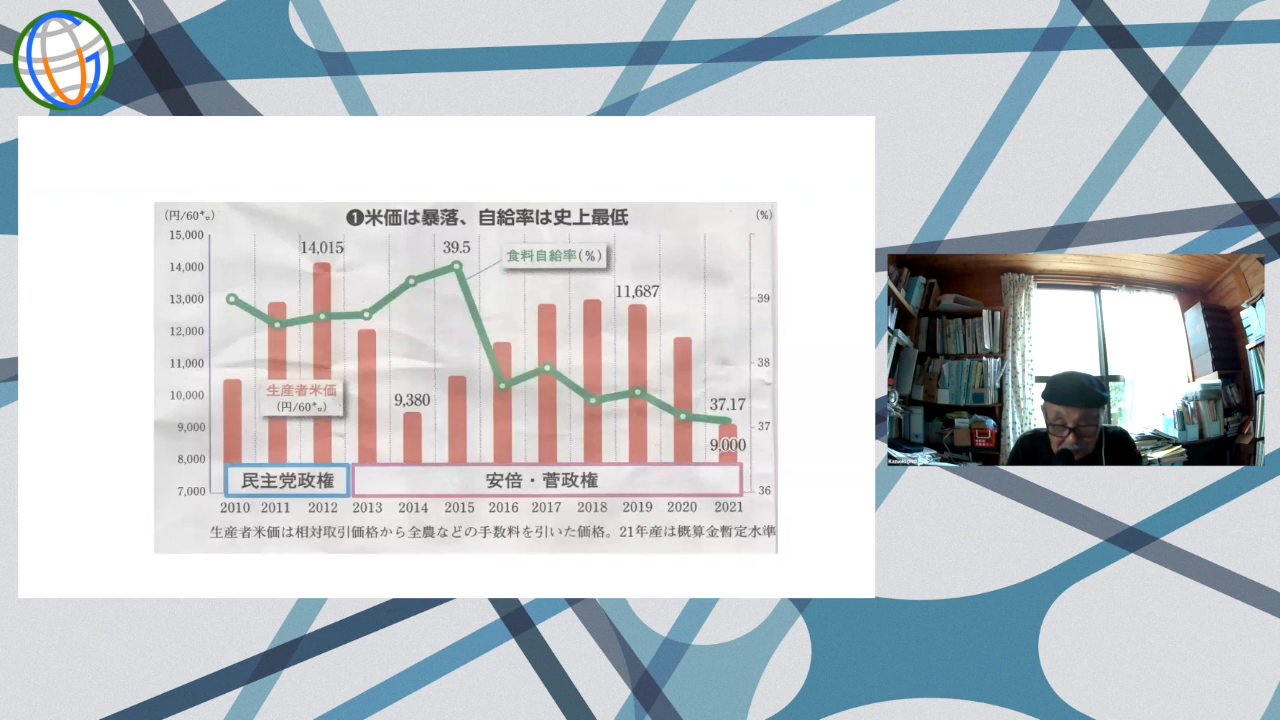 (円/60㌔)
❶米価は暴落、自給率は史上最低
(%)
15,000
14,000
13,000
12,000
11,000
10,000
9,000
8,000
7,000
14,015
39.5
食料自給率(%)
11,687
39
38
37
36
生産者米価
(円/60㌔)
9,380
37.17
9,000
民主党政権
安倍・菅政権
2010 2011 2012 2013 2014 2015 2016 2017 2018 2019 2020 2021
生産者米価は相対取引価格から全農などの手数料を引いた価格。21年産は概算金暫定水準